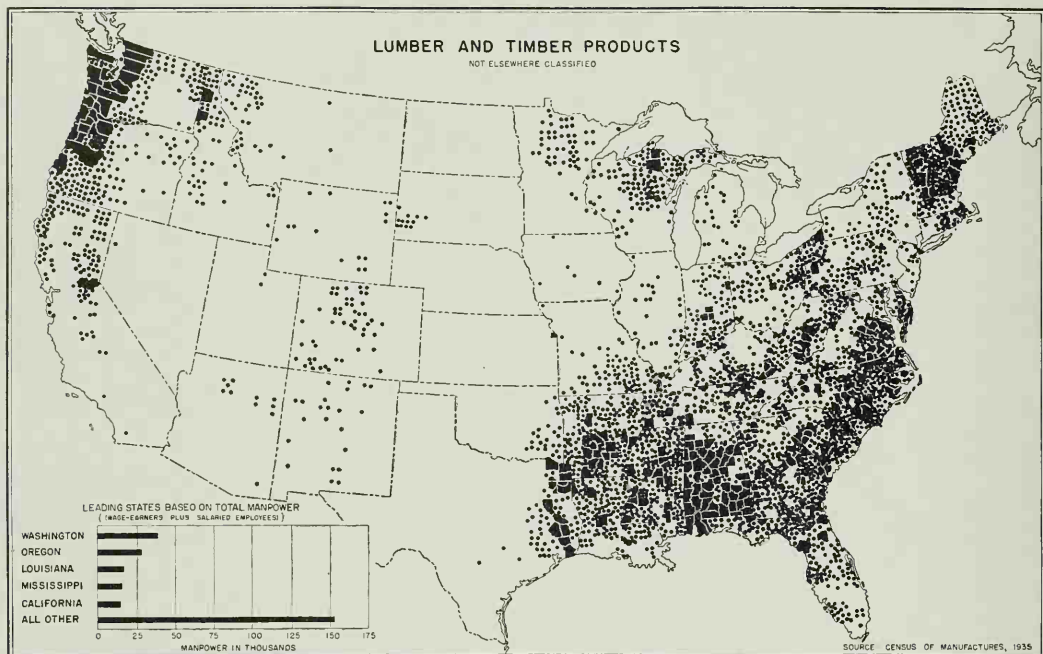 LUMBER AND TIMBER PRODUCTS
NOT ELSEWHERE CLASSIFIED
LEADING STATES BASED ON TOTAL MANPOWER
(WAGE-EARNERS PLUS SALARIED EMPLOYEES)
WASHINGTON
OREGON
LOUISIANA
MISSISSIPPI
CALIFORNIA
ALL OTHER
0 25 50 75 100 125 150 175
MANPOWER IN THOUSANDS
SOURCE CENSUS OF MANUFACTURES, 1935